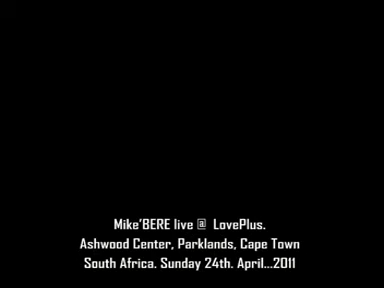 Mike'BERE live @ LovePlus.
Ashwood Center, Parklands, Cape Town
South Africa. Sunday 24th. April...2011